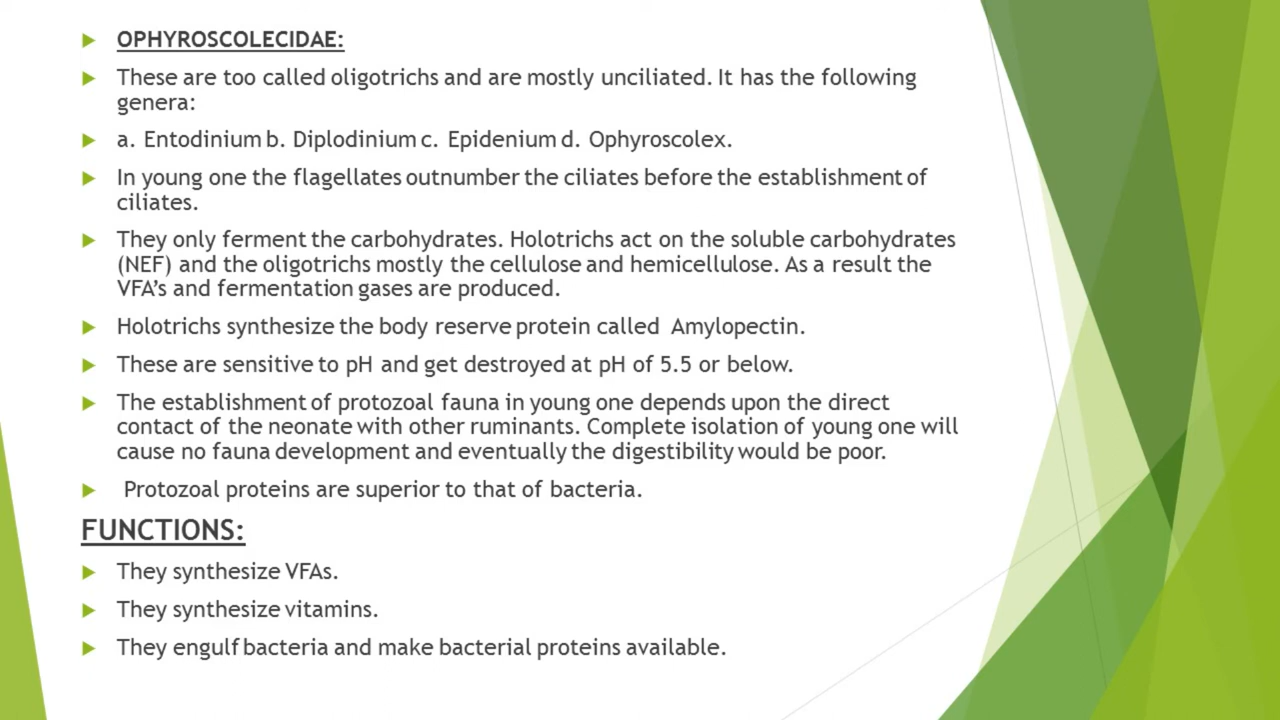 OPHYROSCOLECIDAE:
These are too called oligotrichs and are mostly unciliated. It has the following
genera:
a. Entodinium b. Diplodinium c. Epidenium d. Ophyroscolex.
In young one the flagellates outnumber the ciliates before the establishment of
ciliates.
They only ferment the carbohydrates. Holotrichs act on the soluble carbohydrates
(NEF) and the oligotrichs mostly the cellulose and hemicellulose. As a result the
VFA’s and fermentation gases are produced.
Holotrichs synthesize the body reserve protein called Amylopectin.
These are sensitive to pH and get destroyed at pH of 5.5 or below.
The establishment of protozoal fauna in young one depends upon the direct
contact of the neonate with other ruminants. Complete isolation of young one will
cause no fauna development and eventually the digestibility would be poor.
Protozoal proteins are superior to that of bacteria.
FUNCTIONS:
They synthesize VFAs.
They synthesize vitamins.
They engulf bacteria and make bacterial proteins available.